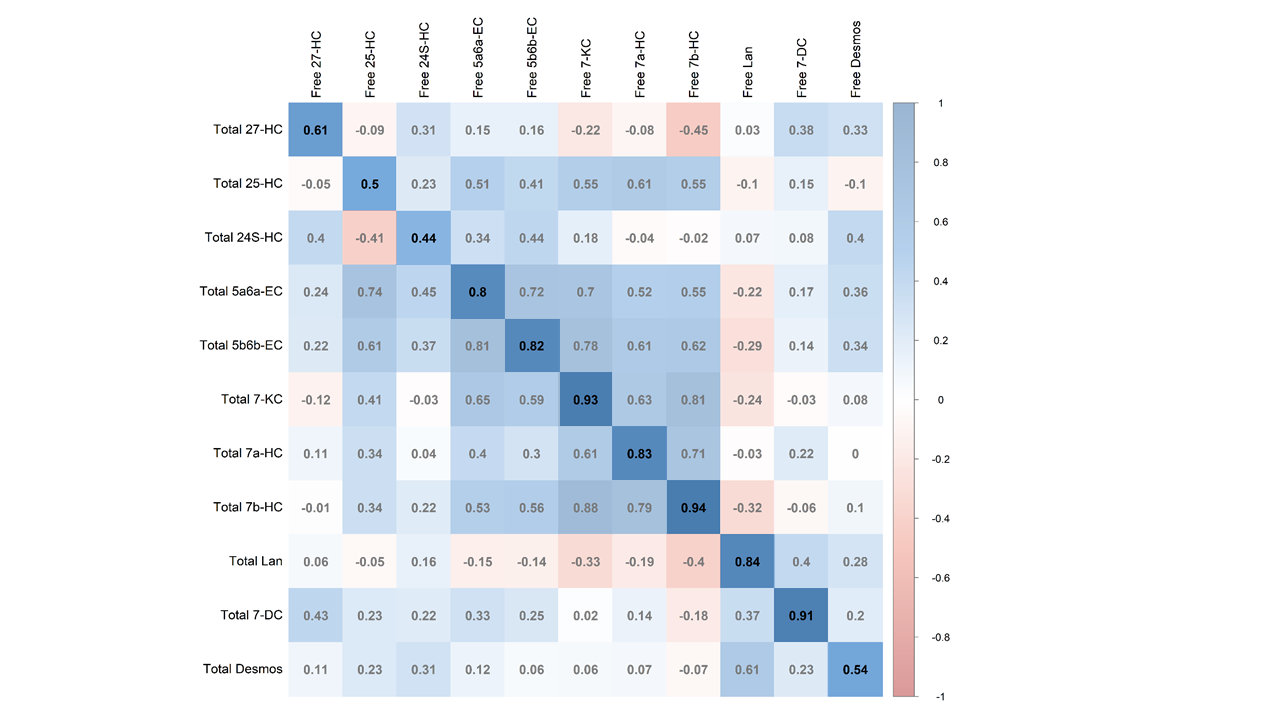 Free 27-HC Free 25-HC Free 24S-HC Free 5a6a-EC Free 5b6b-EC Free 7-KC Free 7a-HC Free 7b-HC Free Lan Free 7-DC Free Desmos
Total 27-HC 0.61 -0.09 0.31 0.15 0.16 -0.22 -0.08 -0.45 0.03 0.38 0.33
Total 25-HC -0.05 0.5 0.23 0.51 0.41 0.55 0.61 0.55 -0.1 0.15 -0.1
Total 24S-HC 0.4 -0.41 0.44 0.34 0.44 0.18 -0.04 -0.02 0.07 0.08 0.4
Total 5a6a-EC 0.24 0.74 0.45 0.8 0.72 0.7 0.52 0.55 -0.22 0.17 0.36
Total 5b6b-EC 0.22 0.61 0.37 0.81 0.82 0.78 0.61 0.62 -0.29 0.14 0.34
Total 7-KC -0.12 0.41 -0.03 0.65 0.59 0.93 0.63 0.81 -0.24 -0.03 0.08
Total 7a-HC 0.11 0.34 0.04 0.4 0.3 0.61 0.83 0.71 -0.03 0.22 0
Total 7b-HC -0.01 0.34 0.22 0.53 0.56 0.88 0.79 0.94 -0.32 -0.06 0.1
Total Lan 0.06 -0.05 0.16 -0.15 -0.14 -0.33 -0.19 -0.4 0.84 0.4 0.28
Total 7-DC 0.43 0.23 0.22 0.33 0.25 0.02 0.14 -0.18 0.37 0.91 0.2
Total Desmos 0.11 0.23 0.31 0.12 0.06 0.06 0.07 -0.07 0.61 0.23 0.54
1
0.8
0.6
0.4
0.2
0
-0.2
-0.4
-0.6
-0.8
-1